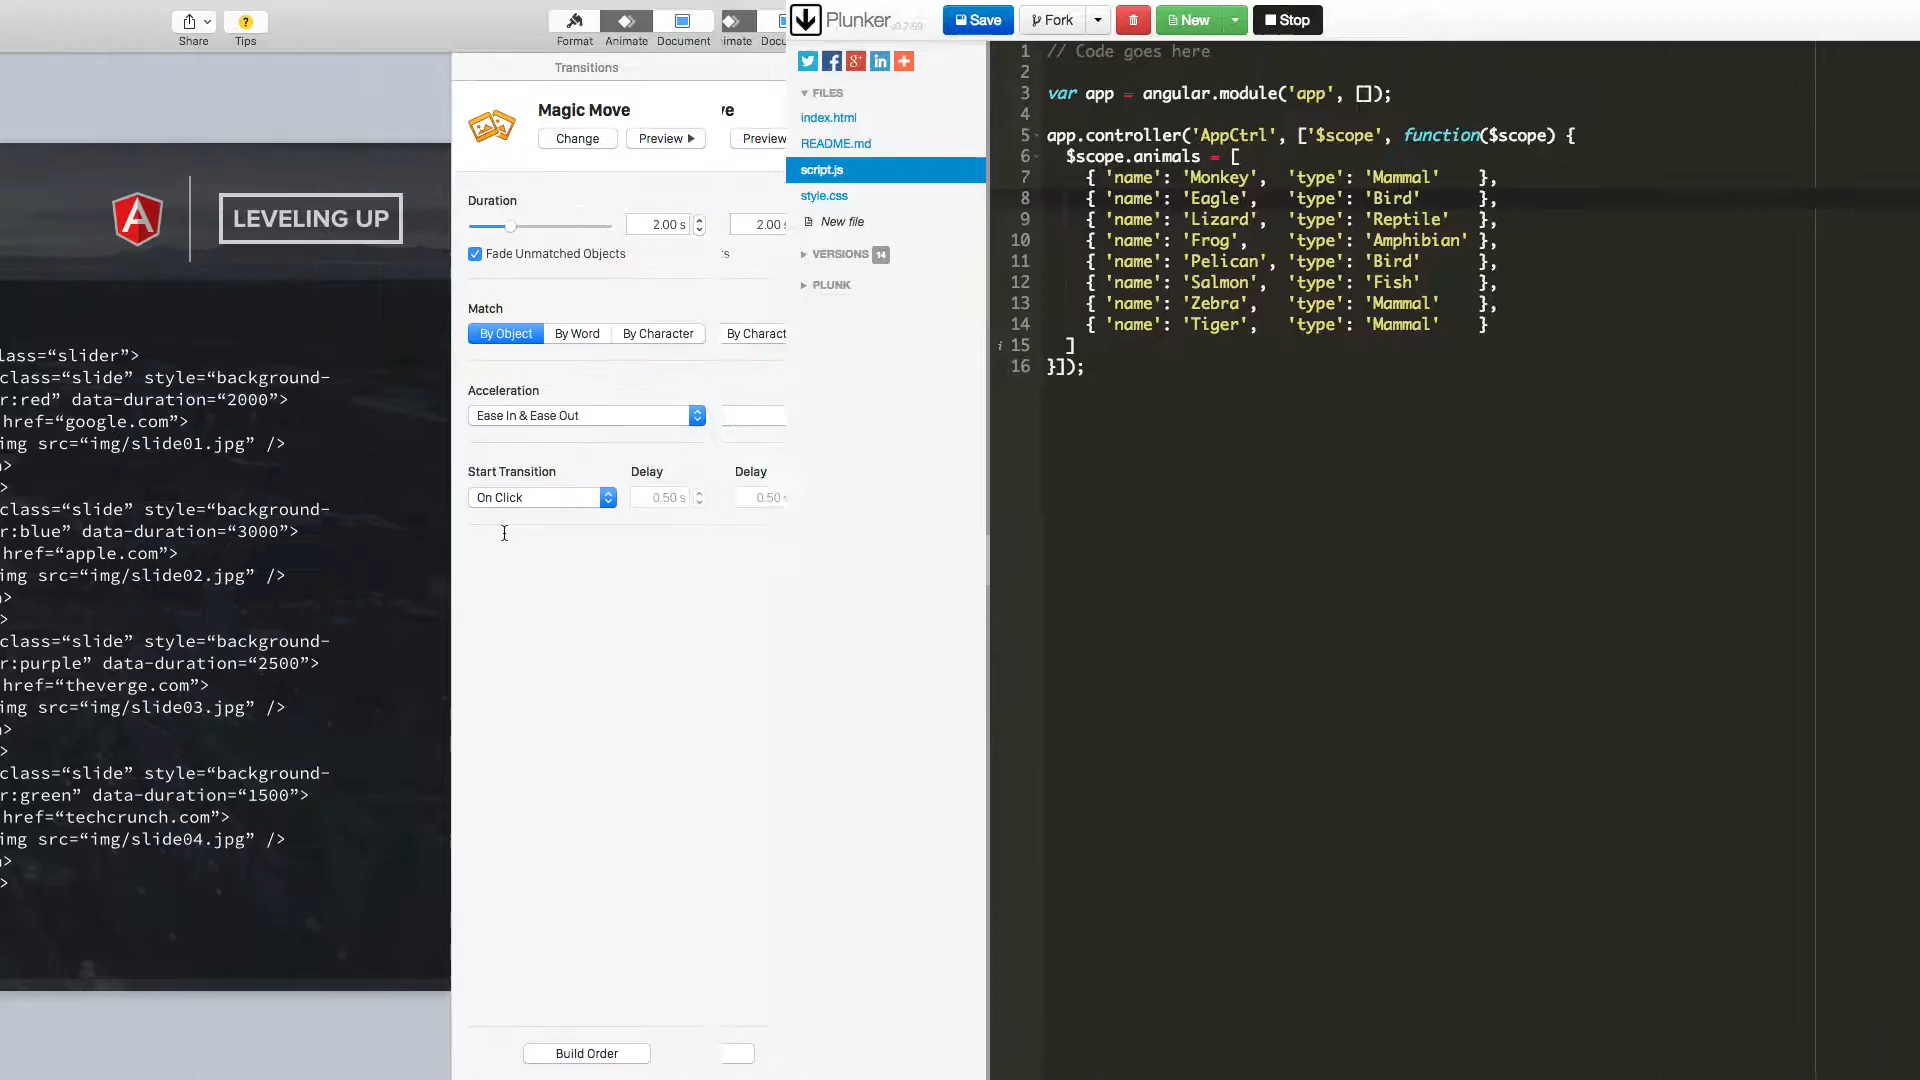 Share
Tips
Format
Animate
Document
imate
Docu
LEVELING UP
lass=“slider”>
class=“slide” style=“background-
r:red” data-duration=“2000”>
href=“google.com”>
img src=“img/slide01.jpg” />
>
>
class=“slide” style=“background-
r:blue” data-duration=“3000”>
href=“apple.com”>
img src=“img/slide02.jpg” />
>
>
class=“slide” style=“background-
r:purple” data-duration=“2500”>
href=“theverge.com”>
img src=“img/slide03.jpg” />
>
>
class=“slide” style=“background-
r:green” data-duration=“1500”>
href=“techcrunch.com”>
img src=“img/slide04.jpg” />
>
>
Transitions
Magic Move
ve
Change
Preview
Preview
Duration
2.00 s
2.00 s
Fade Unmatched Objects
ts
Match
By Object
By Word
By Character
By Charact
Acceleration
Ease In & Ease Out
Start Transition
Delay
Delay
On Click
0.50 s
0.50 s
Build Order
Plunker
Save
Fork
New
Stop
FILES
index.html
README.md
script.js
style.css
New file
VERSIONS 14
PLUNK
1 // Code goes here
2
3 var app = angular.module('app', []);
4
5 app.controller('AppCtrl', ['$scope', function($scope) {
6 $scope.animals = [
7 { 'name': 'Monkey', 'type': 'Mammal' },
8 { 'name': 'Eagle', 'type': 'Bird' },
9 { 'name': 'Lizard', 'type': 'Reptile' },
10 { 'name': 'Frog', 'type': 'Amphibian' },
11 { 'name': 'Pelican', 'type': 'Bird' },
12 { 'name': 'Salmon', 'type': 'Fish' },
13 { 'name': 'Zebra', 'type': 'Mammal' },
14 { 'name': 'Tiger', 'type': 'Mammal' }
i 15 ]
16 }]);